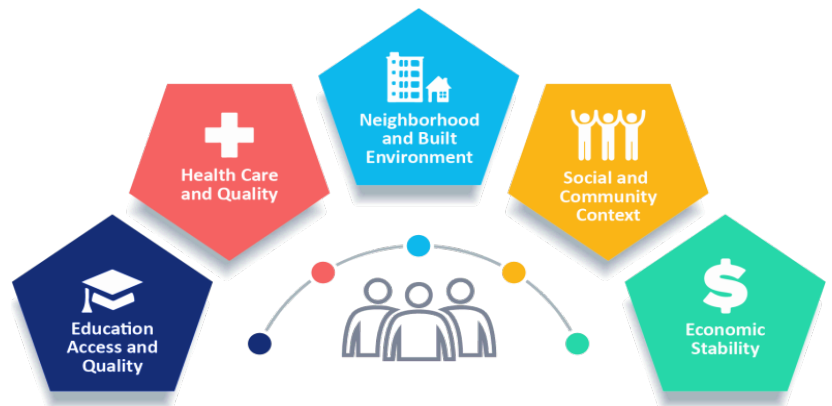 Neighborhood
and Built
Environment
Health Care
and Quality
Social and
Community
Context
Education
Access and
Quality
$
Economic
Stability